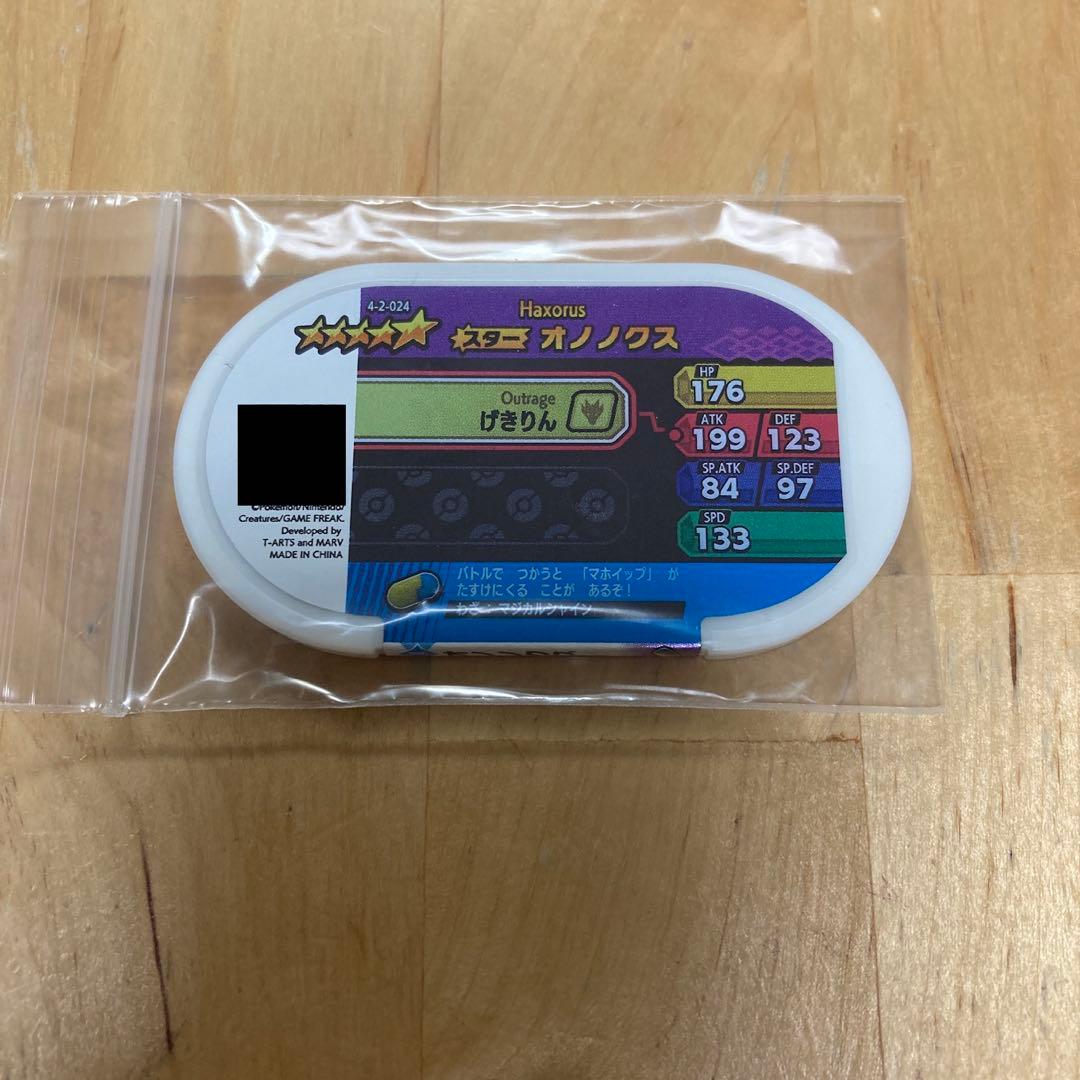 4-2-024
Haxorus
スター オノノクス
Outrage
げきりん
HP
176
ATK
199
DEF
123
SP.ATK
84
SP.DEF
97
SPD
133
©Pokémon/Nintendo/
Creatures/GAME FREAK.
Developed by
T-ARTS and MARV
MADE IN CHINA
バトルで つかうと 「マホイップ」 が
たすけにくる ことが あるぞ！
わざ：マジカルシャイン